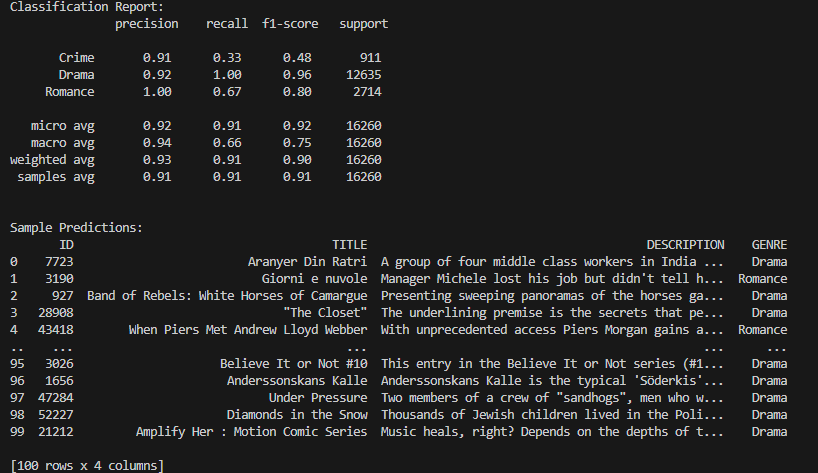 Classification Report:
precision recall f1-score support
Crime 0.91 0.33 0.48 911
Drama 0.92 1.00 0.96 12635
Romance 1.00 0.67 0.80 2714
micro avg 0.92 0.91 0.92 16260
macro avg 0.94 0.66 0.75 16260
weighted avg 0.93 0.91 0.90 16260
samples avg 0.91 0.91 0.91 16260
Sample Predictions:
ID TITLE DESCRIPTION GENRE
0 7723 Aranyer Din Ratri A group of four middle class workers in India ... Drama
1 3190 Giorni e nuvole Manager Michele lost his job but didn't tell h... Romance
2 927 Band of Rebels: White Horses of Camargue Presenting sweeping panoramas of the horses ga... Drama
3 28908 "The Closet" The underlining premise is the secrets that pe... Drama
4 43418 When Piers Met Andrew Lloyd Webber With unprecedented access Piers Morgan gains a... Romance
.. ... ... ... ...
95 3026 Believe It or Not #10 This entry in the Believe It or Not series (#1... Drama
96 1656 Anderssonskans Kalle Anderssonskans Kalle is the typical 'Söderkis'... Drama
97 47284 Under Pressure Two members of a crew of "sandhogs", men who w... Drama
98 52227 Diamonds in the Snow Thousands of Jewish children lived in the Poli... Drama
99 21212 Amplify Her : Motion Comic Series Music heals, right? Depends on the depths of t... Drama
[100 rows x 4 columns]